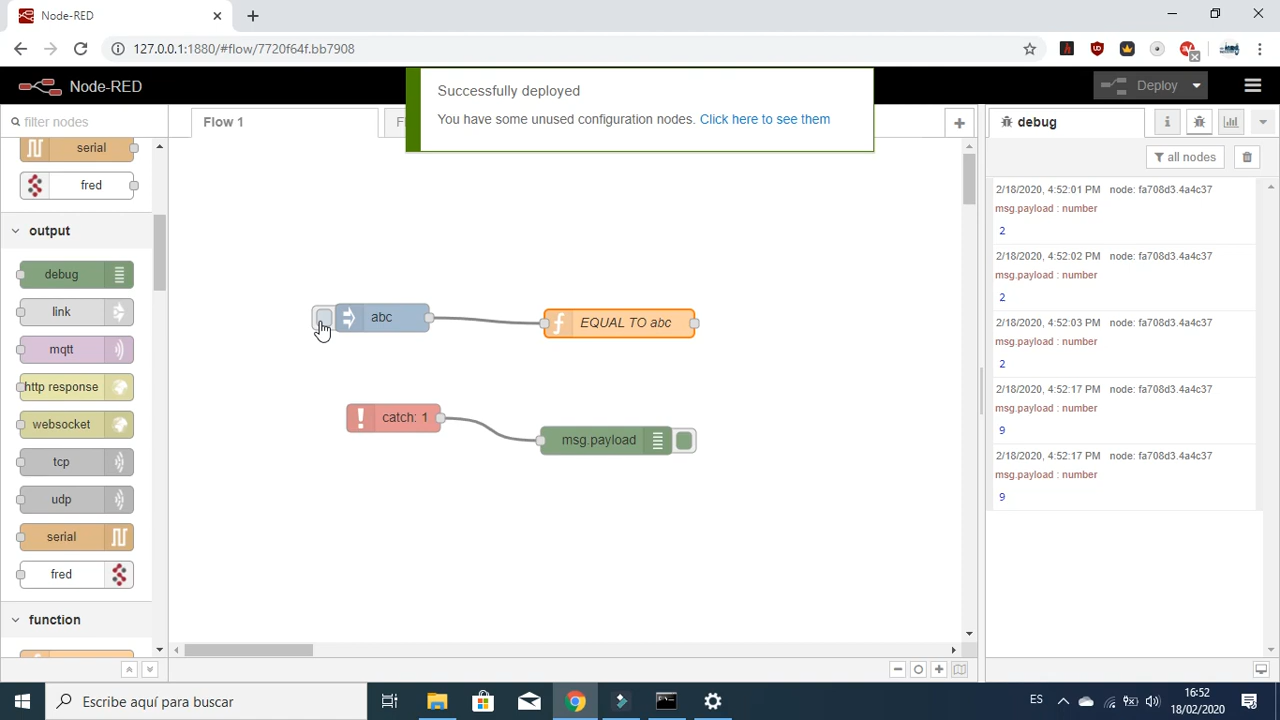 Node-RED
127.0.0.1:1880/#flow/7720f64f.bb7908
Node-RED
Deploy
Successfully deployed
You have some unused configuration nodes. Click here to see them
filter nodes
Flow 1
debug
all nodes
serial
fred
output
debug
link
mqtt
http response
websocket
tcp
udp
serial
fred
function
abc
EQUAL TO abc
catch: 1
msg.payload
2/18/2020, 4:52:01 PM node: fa708d3.4a4c37
msg.payload : number
2
2/18/2020, 4:52:02 PM node: fa708d3.4a4c37
msg.payload : number
2
2/18/2020, 4:52:03 PM node: fa708d3.4a4c37
msg.payload : number
2
2/18/2020, 4:52:17 PM node: fa708d3.4a4c37
msg.payload : number
9
2/18/2020, 4:52:17 PM node: fa708d3.4a4c37
msg.payload : number
9
Escribe aquí para buscar
ES
16:52
18/02/2020